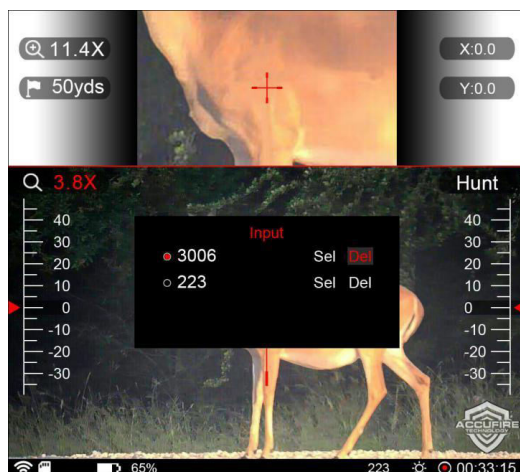 11.4X
X:0.0
50yds
Y:0.0
3.8X
Hunt
40
40
30
30
20
20
10
10
0
0
-10
-10
-20
-20
-30
-30
Input
3006 Sel Del
223 Sel Del
ACCUFIRE
TECHNOLOGY
65%
223
00:33:15